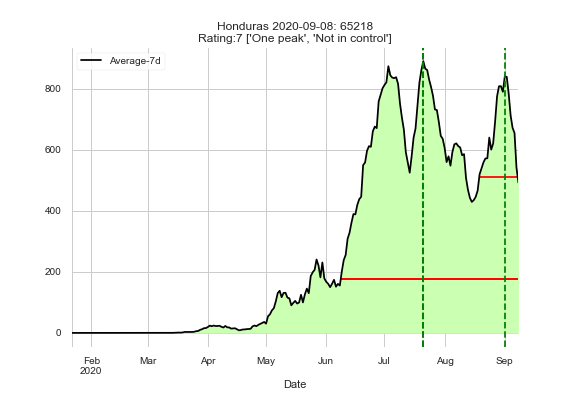 Honduras 2020-09-08: 65218
Rating:7 ['One peak', 'Not in control']
Average-7d
800
600
400
200
0
Feb Mar Apr May Jun Jul Aug Sep
2020
Date